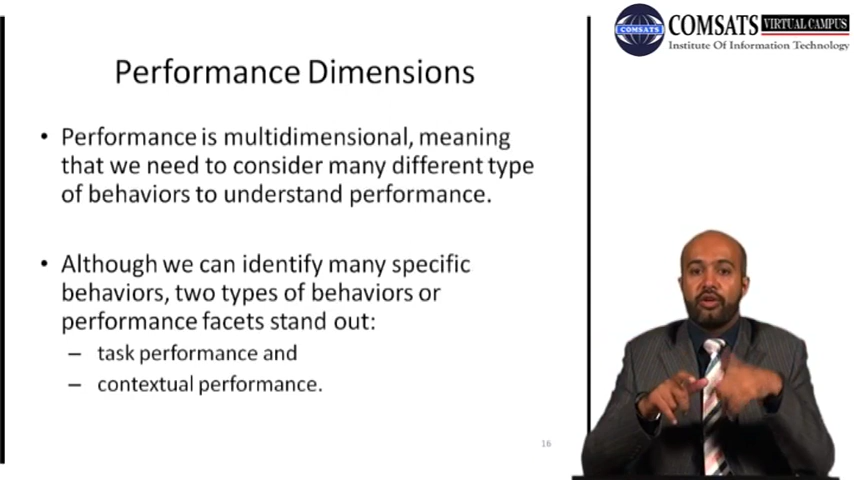 COMSATS VIRTUAL CAMPUS
COMSATS
Institute Of Information Technology
Performance Dimensions
• Performance is multidimensional, meaning
that we need to consider many different type
of behaviors to understand performance.
• Although we can identify many specific
behaviors, two types of behaviors or
performance facets stand out:
– task performance and
– contextual performance.
16